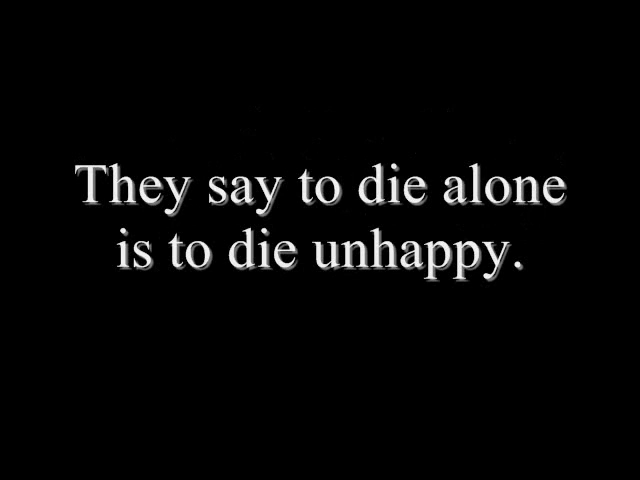 They say to die alone
is to die unhappy.